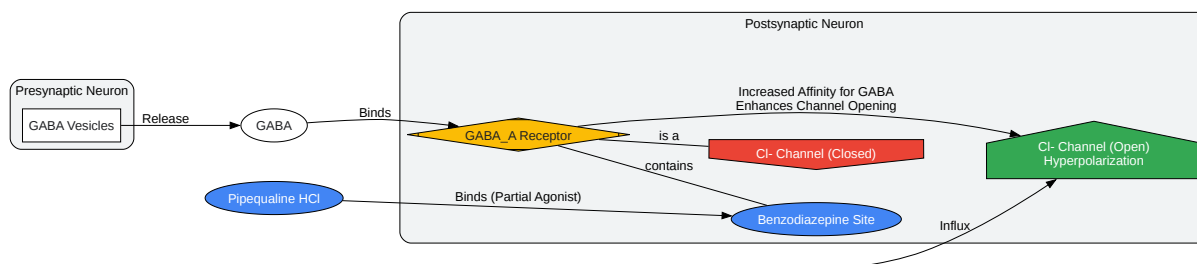 Postsynaptic Neuron
Presynaptic Neuron
GABA Vesicles
Release
GABA
Binds
GABA_A Receptor
Increased Affinity for GABA
Enhances Channel Opening
is a
Cl- Channel (Closed)
contains
Cl- Channel (Open)
Hyperpolarization
Pipequaline HCl
Binds (Partial Agonist)
Benzodiazepine Site
Influx